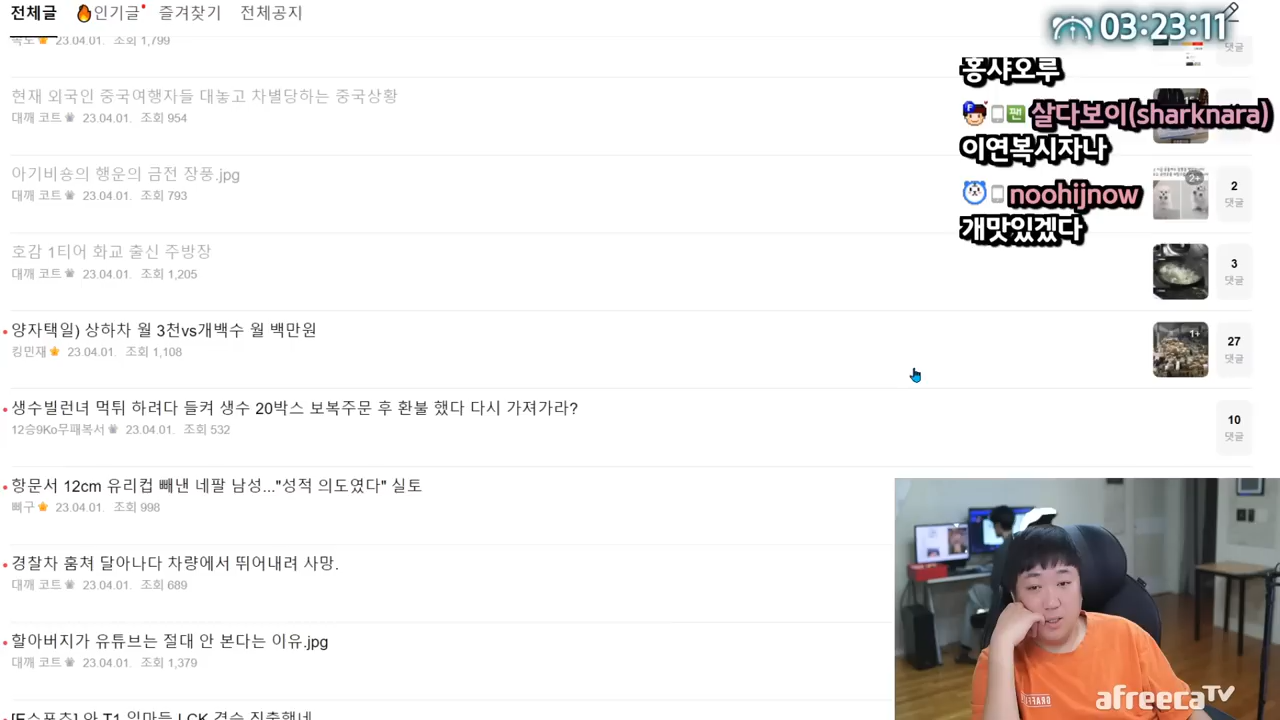 전체글 인기글 즐겨찾기 전체공지
03:23:11
23.04.01. 조회 1,799
댓글
홍샤오루
현재 외국인 중국여행자들 대놓고 차별당하는 중국상황
대깨 코트 23.04.01. 조회 954
살다보이(sharknara)
이연복시자나
아기비숑의 행운의 금전 장풍.jpg
대깨 코트 23.04.01. 조회 793
2+
2
댓글
noohijnow
개맛있겠다
호감 1티어 화교 출신 주방장
대깨 코트 23.04.01. 조회 1,205
3
댓글
양자택일) 상하차 월 3천vs개백수 월 백만원
킹민재 23.04.01. 조회 1,108
1+
27
댓글
생수빌런녀 먹튀 하려다 들켜 생수 20박스 보복주문 후 환불 했다 다시 가져가라?
12승9Ko무패복서 23.04.01. 조회 532
10
댓글
항문서 12cm 유리컵 빼낸 네팔 남성..."성적 의도였다" 실토
뼈구 23.04.01. 조회 998
경찰차 훔쳐 달아나다 차량에서 뛰어내려 사망.
대깨 코트 23.04.01. 조회 689
할아버지가 유튜브는 절대 안 본다는 이유.jpg
대깨 코트 23.04.01. 조회 1,379
afreecaTV